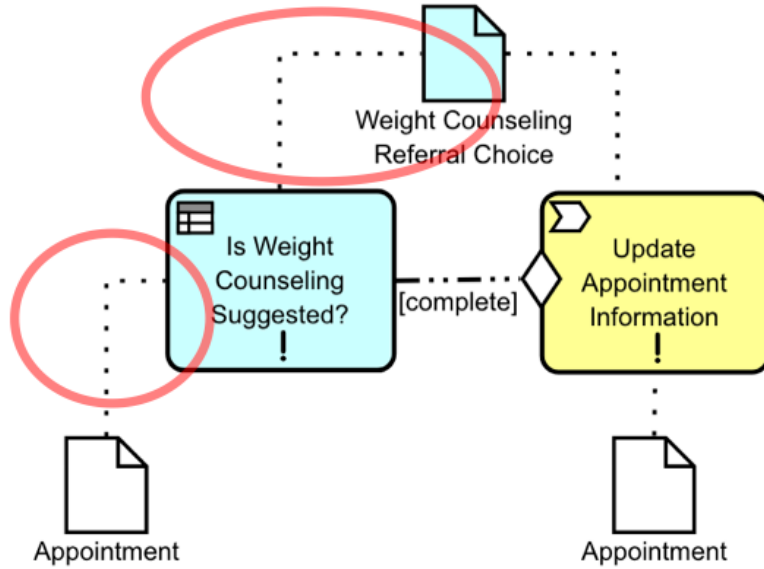 Weight Counseling
Referral Choice
Is Weight
Counseling
Suggested?
!
[complete]
Update
Appointment
Information
!
Appointment
Appointment